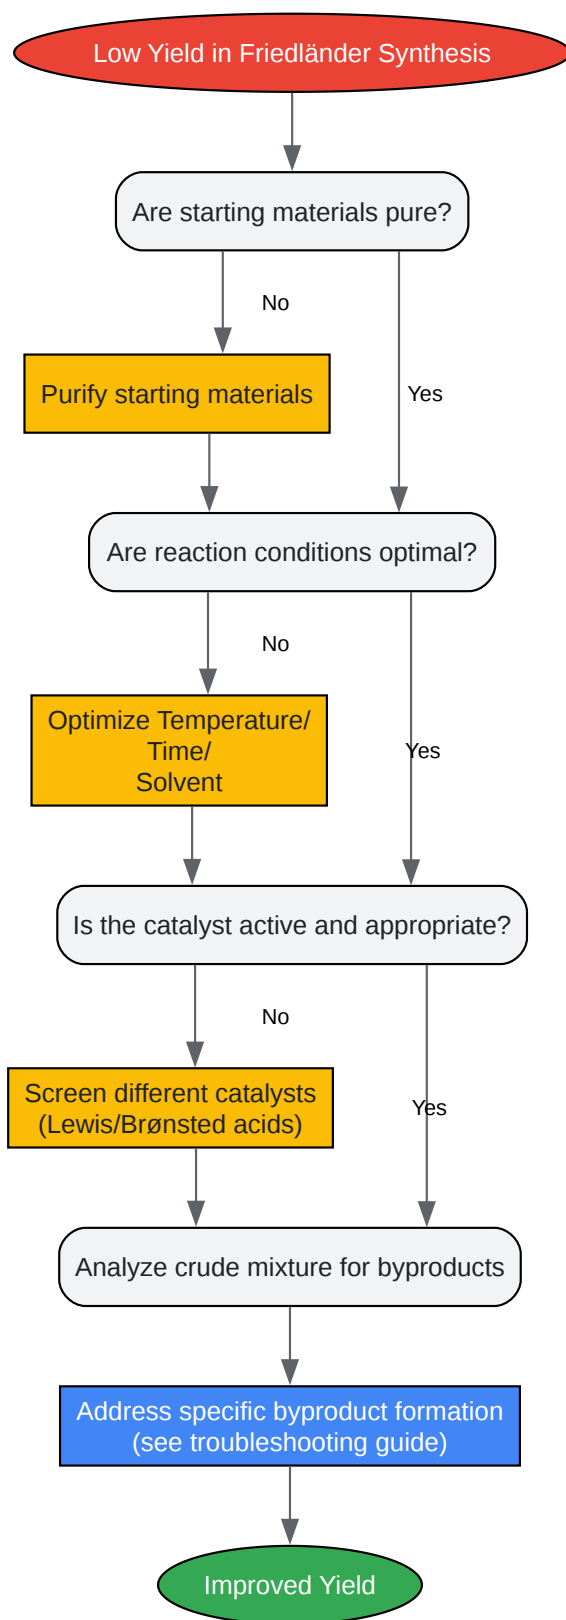 Low Yield in Friedländer Synthesis
Are starting materials pure?
No
Purify starting materials
Yes
Are reaction conditions optimal?
No
Optimize Temperature/
Time/
Solvent
Yes
Is the catalyst active and appropriate?
No
Screen different catalysts
(Lewis/Brønsted acids)
Yes
Analyze crude mixture for byproducts
Address specific byproduct formation
(see troubleshooting guide)
Improved Yield